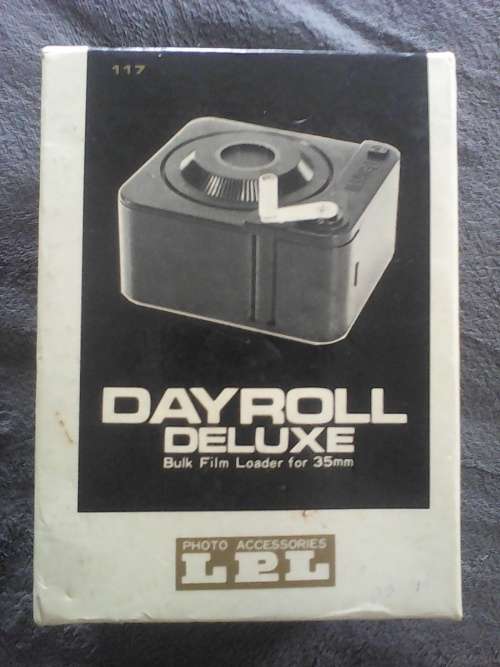 117
DAYROLL
DELUXE
Bulk Film Loader for 35mm
PHOTO ACCESSORIES
LPL